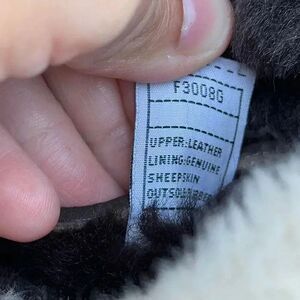 F3008G
UPPER:LEATHER
LINING:GENUINE
SHEEPSKIN